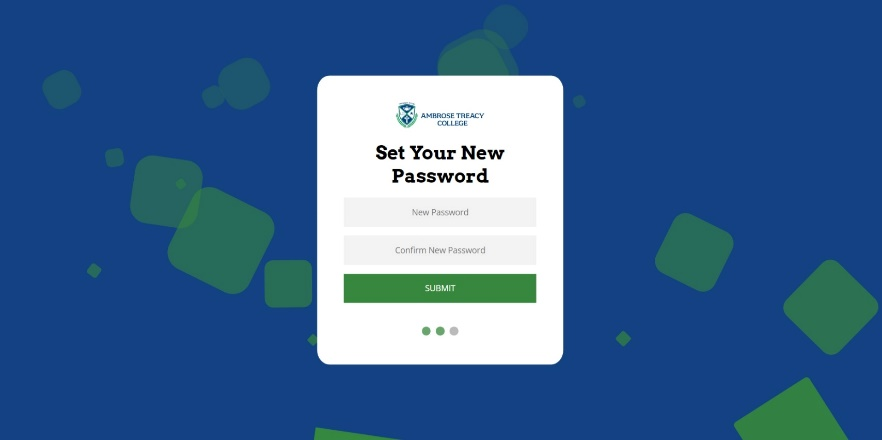 AMBROSE TREACY
COLLEGE
Set Your New
Password
New Password
Confirm New Password
SUBMIT